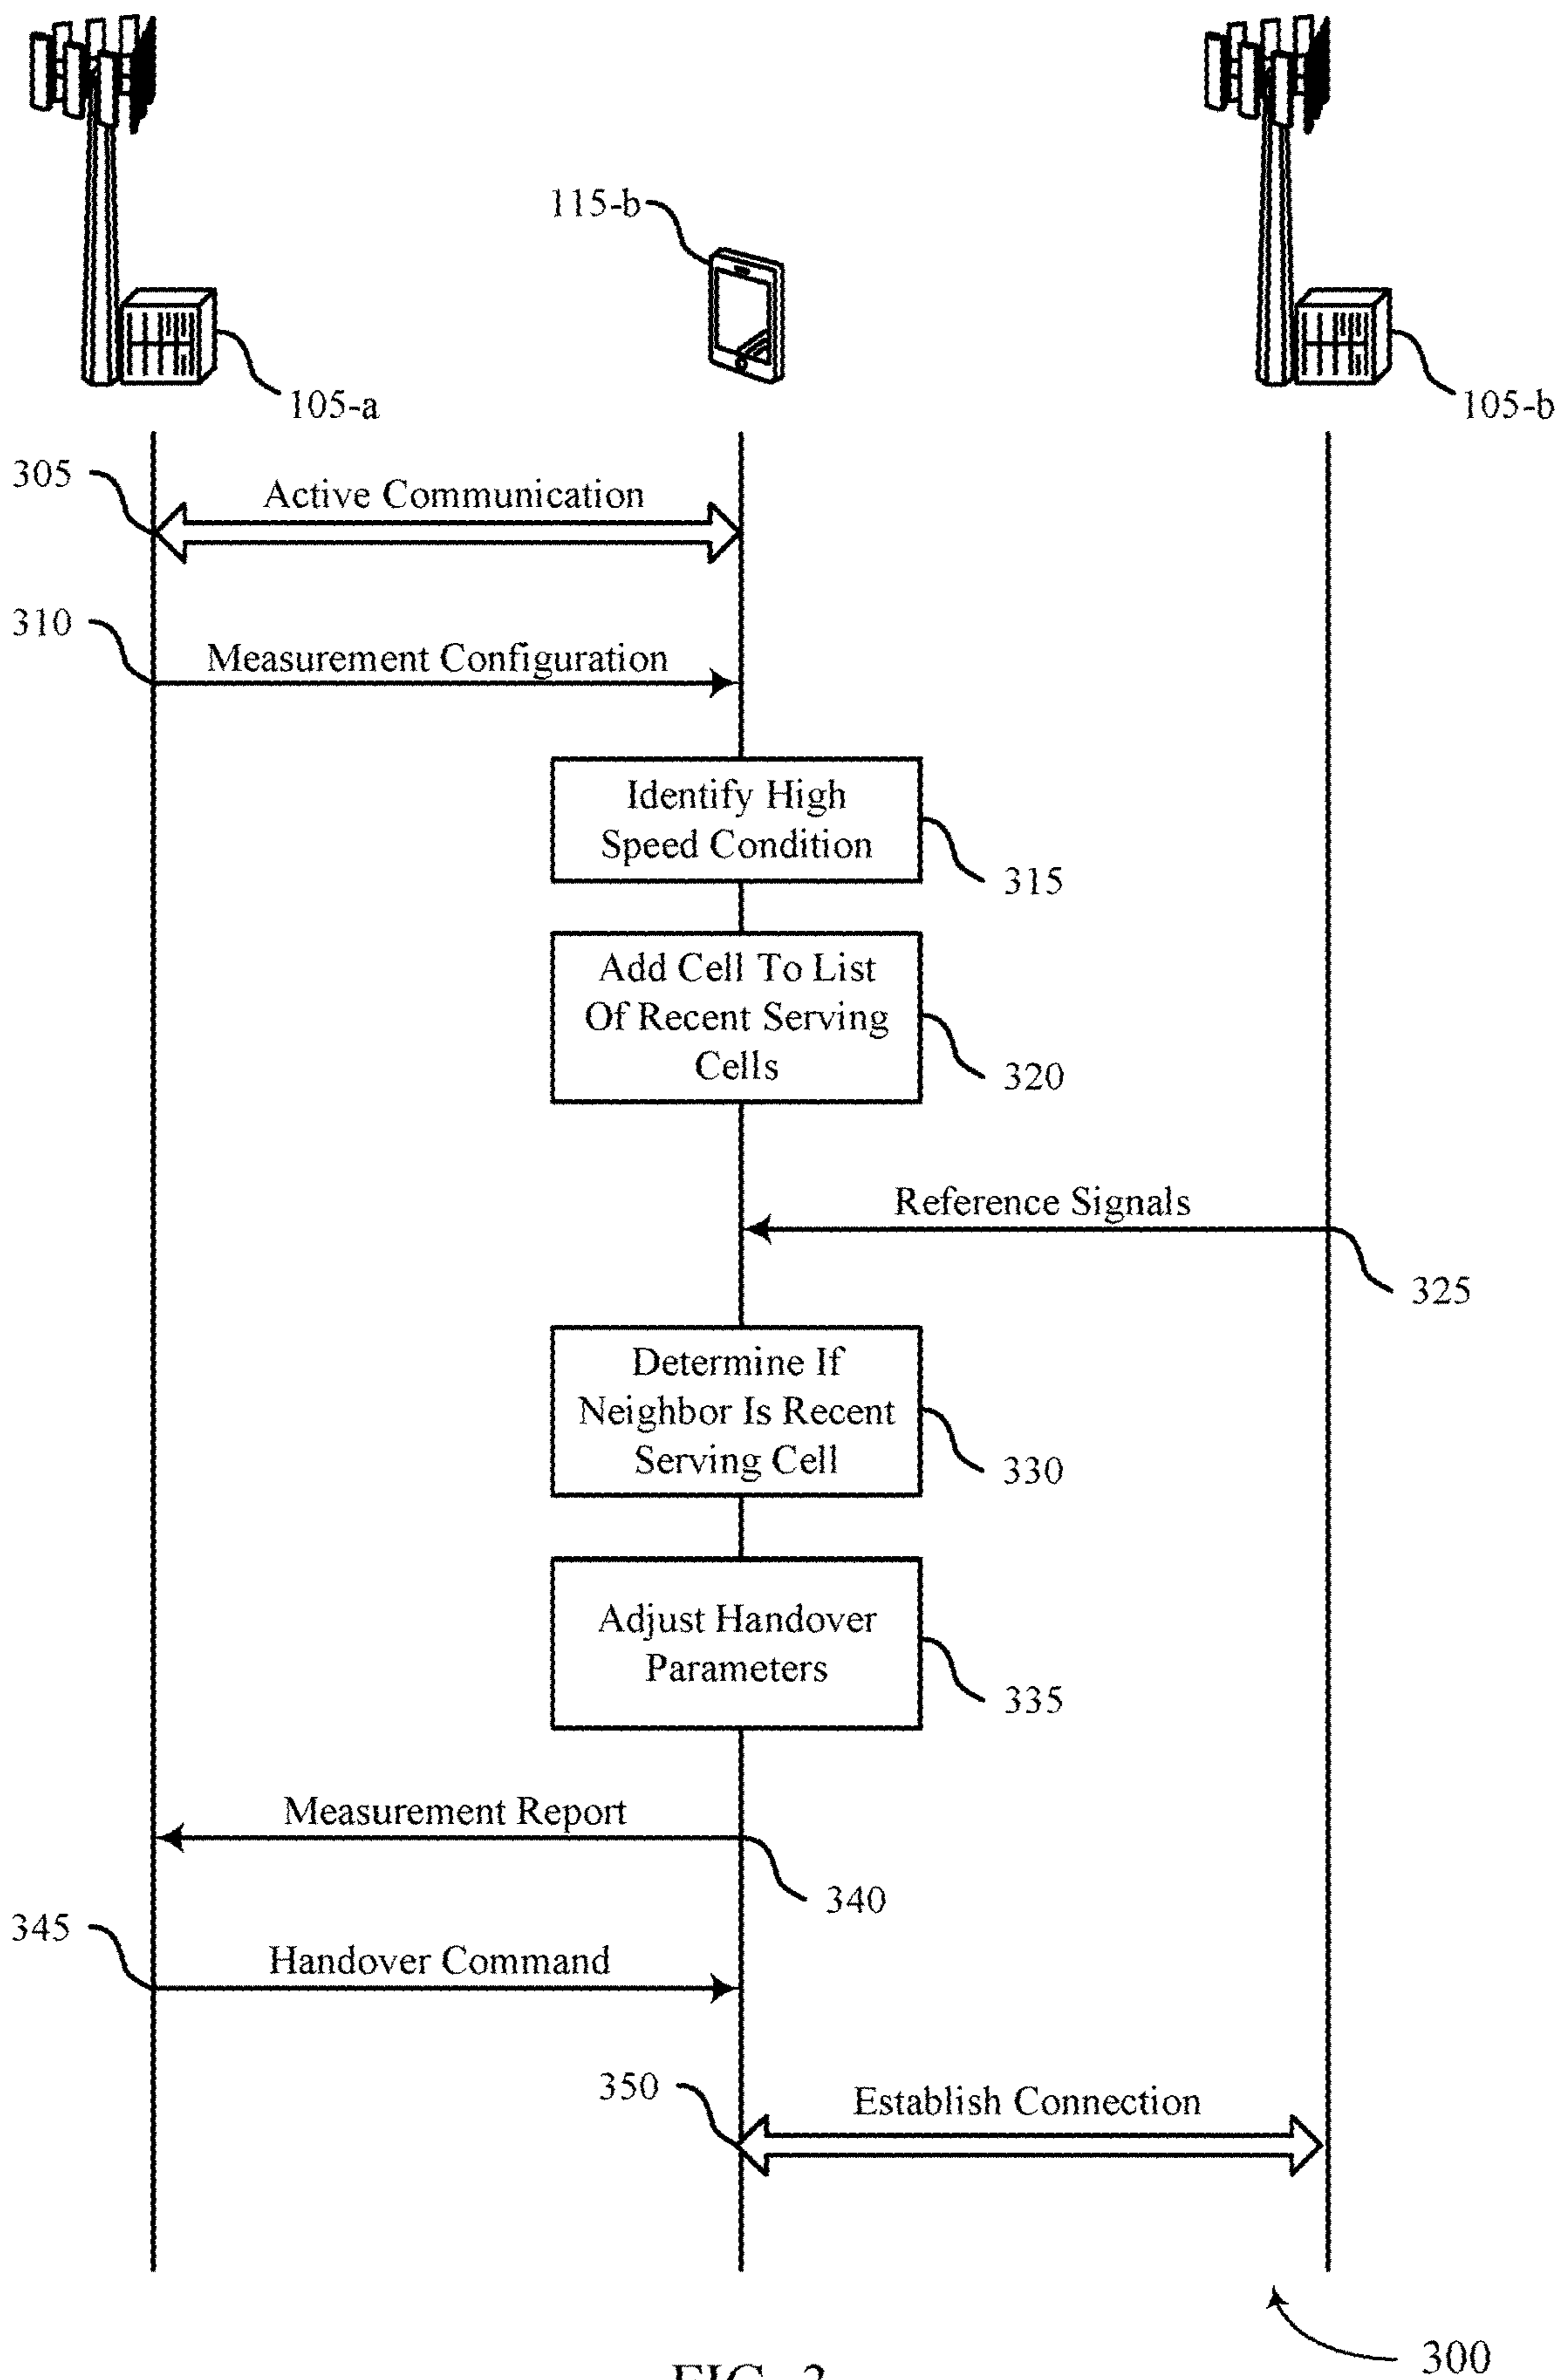 115-b
105-a
105-b
305
Active Communication
310
Measurement Configuration
Identify High
Speed Condition
315
Add Cell To List
Of Recent Serving
Cells
320
Reference Signals
325
Determine If
Neighbor Is Recent
Serving Cell
330
Adjust Handover
Parameters
335
Measurement Report
340
345
Handover Command
350
Establish Connection
300